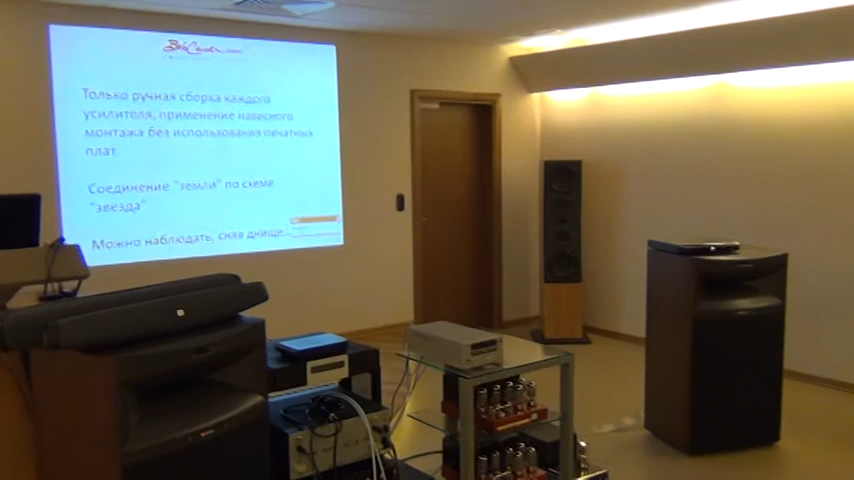 Только ручная сборка каждого
усилителя, применение навесного
монтажа без использования печатных
плат.
Соединение "земли" по схеме
"звезда"
Можно наблюдать, сняв днище...